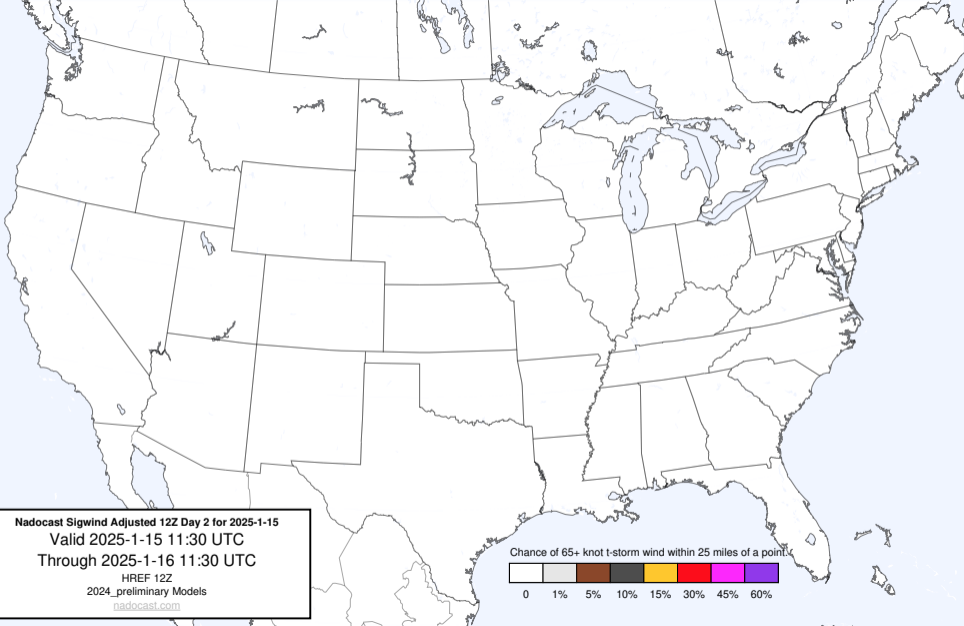 Nadocast Sigwind Adjusted 12Z Day 2 for 2025-1-15
Valid 2025-1-15 11:30 UTC
Through 2025-1-16 11:30 UTC
HREF 12Z
2024_preliminary Models
nadocast.com
Chance of 65+ knot t-storm wind within 25 miles of a point.
0 1% 5% 10% 15% 30% 45% 60%